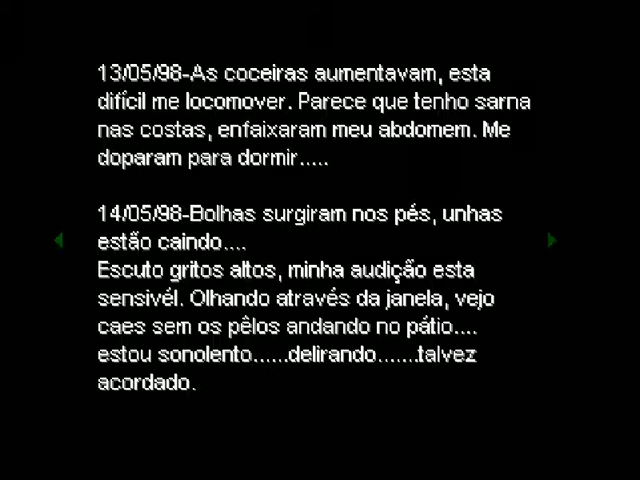 13/05/98-As coceiras aumentavam, esta
difícil me locomover. Parece que tenho sarna
nas costas, enfaixaram meu abdomem. Me
doparam para dormir.....
14/05/98-Bolhas surgiram nos pés, unhas
estão caindo....
Escuto gritos altos, minha audição esta
sensivél. Olhando através da janela, vejo
caes sem os pêlos andando no pátio....
estou sonolento......delirando.......talvez
acordado.